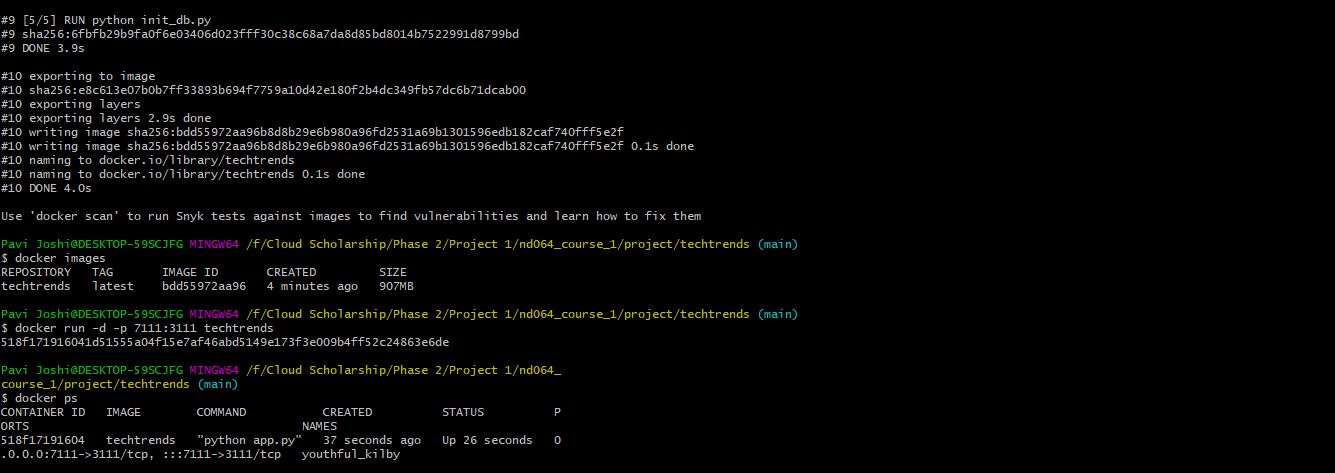 #9 [5/5] RUN python init_db.py
#9 sha256:6fbfb29b9fa0f6e03406d023fff30c38c68a7da8d85bd8014b7522991d8799bd
#9 DONE 3.9s
#10 exporting to image
#10 sha256:e8c613e07b0b7ff33893b694f7759a10d42e180f2b4dc349fb57dc6b71dcab00
#10 exporting layers
#10 exporting layers 2.9s done
#10 writing image sha256:bdd55972aa96b8d8b29e6b980a96fd2531a69b1301596edb182caf740fff5e2f
#10 writing image sha256:bdd55972aa96b8d8b29e6b980a96fd2531a69b1301596edb182caf740fff5e2f 0.1s done
#10 naming to docker.io/library/techtrends
#10 naming to docker.io/library/techtrends 0.1s done
#10 DONE 4.0s
Use 'docker scan' to run Snyk tests against images to find vulnerabilities and learn how to fix them
Pavi Joshi@DESKTOP-59SCJFG MINGW64 /f/Cloud Scholarship/Phase 2/Project 1/nd064_course_1/project/techtrends (main)
$ docker images
REPOSITORY   TAG       IMAGE ID       CREATED         SIZE
techtrends   latest    bdd55972aa96   4 minutes ago   907MB
Pavi Joshi@DESKTOP-59SCJFG MINGW64 /f/Cloud Scholarship/Phase 2/Project 1/nd064_course_1/project/techtrends (main)
$ docker run -d -p 7111:3111 techtrends
518f171916041d51555a04f15e7af46abd5149e173f3e009b4ff52c24863e6de
Pavi Joshi@DESKTOP-59SCJFG MINGW64 /f/Cloud Scholarship/Phase 2/Project 1/nd064_
course_1/project/techtrends (main)
$ docker ps
CONTAINER ID   IMAGE        COMMAND           CREATED          STATUS          P
ORTS                                       NAMES
518f17191604   techtrends   "python app.py"   37 seconds ago   Up 26 seconds   0
.0.0.0:7111->3111/tcp, :::7111->3111/tcp   youthful_kilby